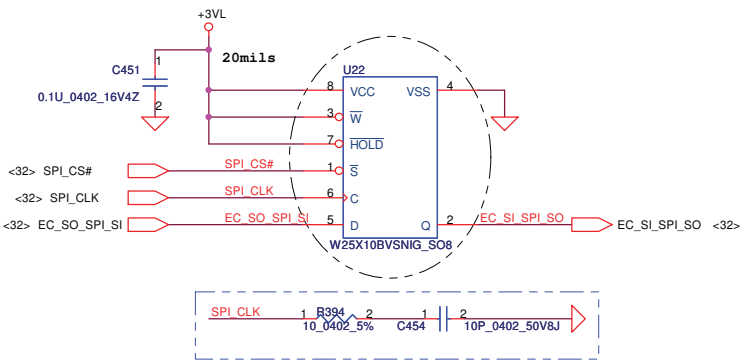 +3VL
20mils
C451
1
0.1U_0402_16V4Z
2
U22
8 VCC VSS 4
3 W
7 HOLD
<32> SPI_CS# SPI_CS# 1 S
<32> SPI_CLK SPI_CLK 6 C
<32> EC_SO_SPI_SI EC_SO_SPI_SI 5 D Q 2 EC_SI_SPI_SO EC_SI_SPI_SO <32>
W25X10BVSNIG_SO8
SPI_CLK 1 R394 2 1 2
10_0402_5% C454 10P_0402_50V8J